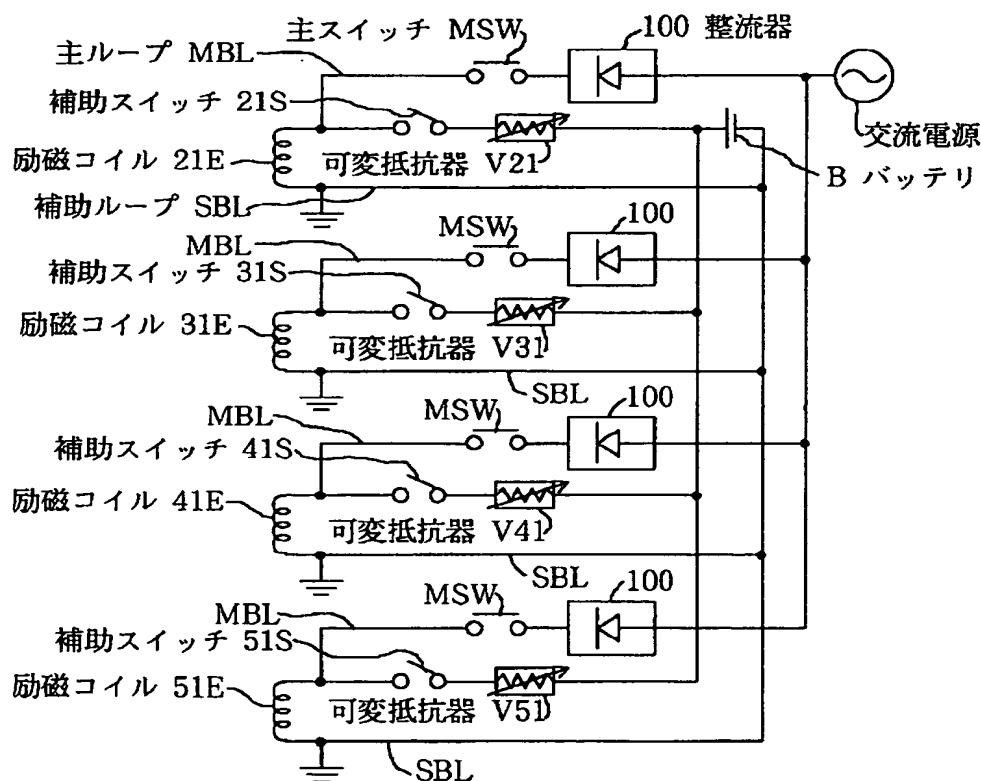 主スイッチ MSW
100 整流器
主ループ MBL
補助スイッチ 21S
交流電源
励磁コイル 21E
可変抵抗器 V21
B バッテリ
補助ループ SBL
MSW
100
MBL
補助スイッチ 31S
励磁コイル 31E
可変抵抗器 V31
SBL
100
MBL
MSW
補助スイッチ 41S
励磁コイル 41E
可変抵抗器 V41
SBL
100
MSW
MBL
補助スイッチ 51S
励磁コイル 51E
可変抵抗器 V51
SBL